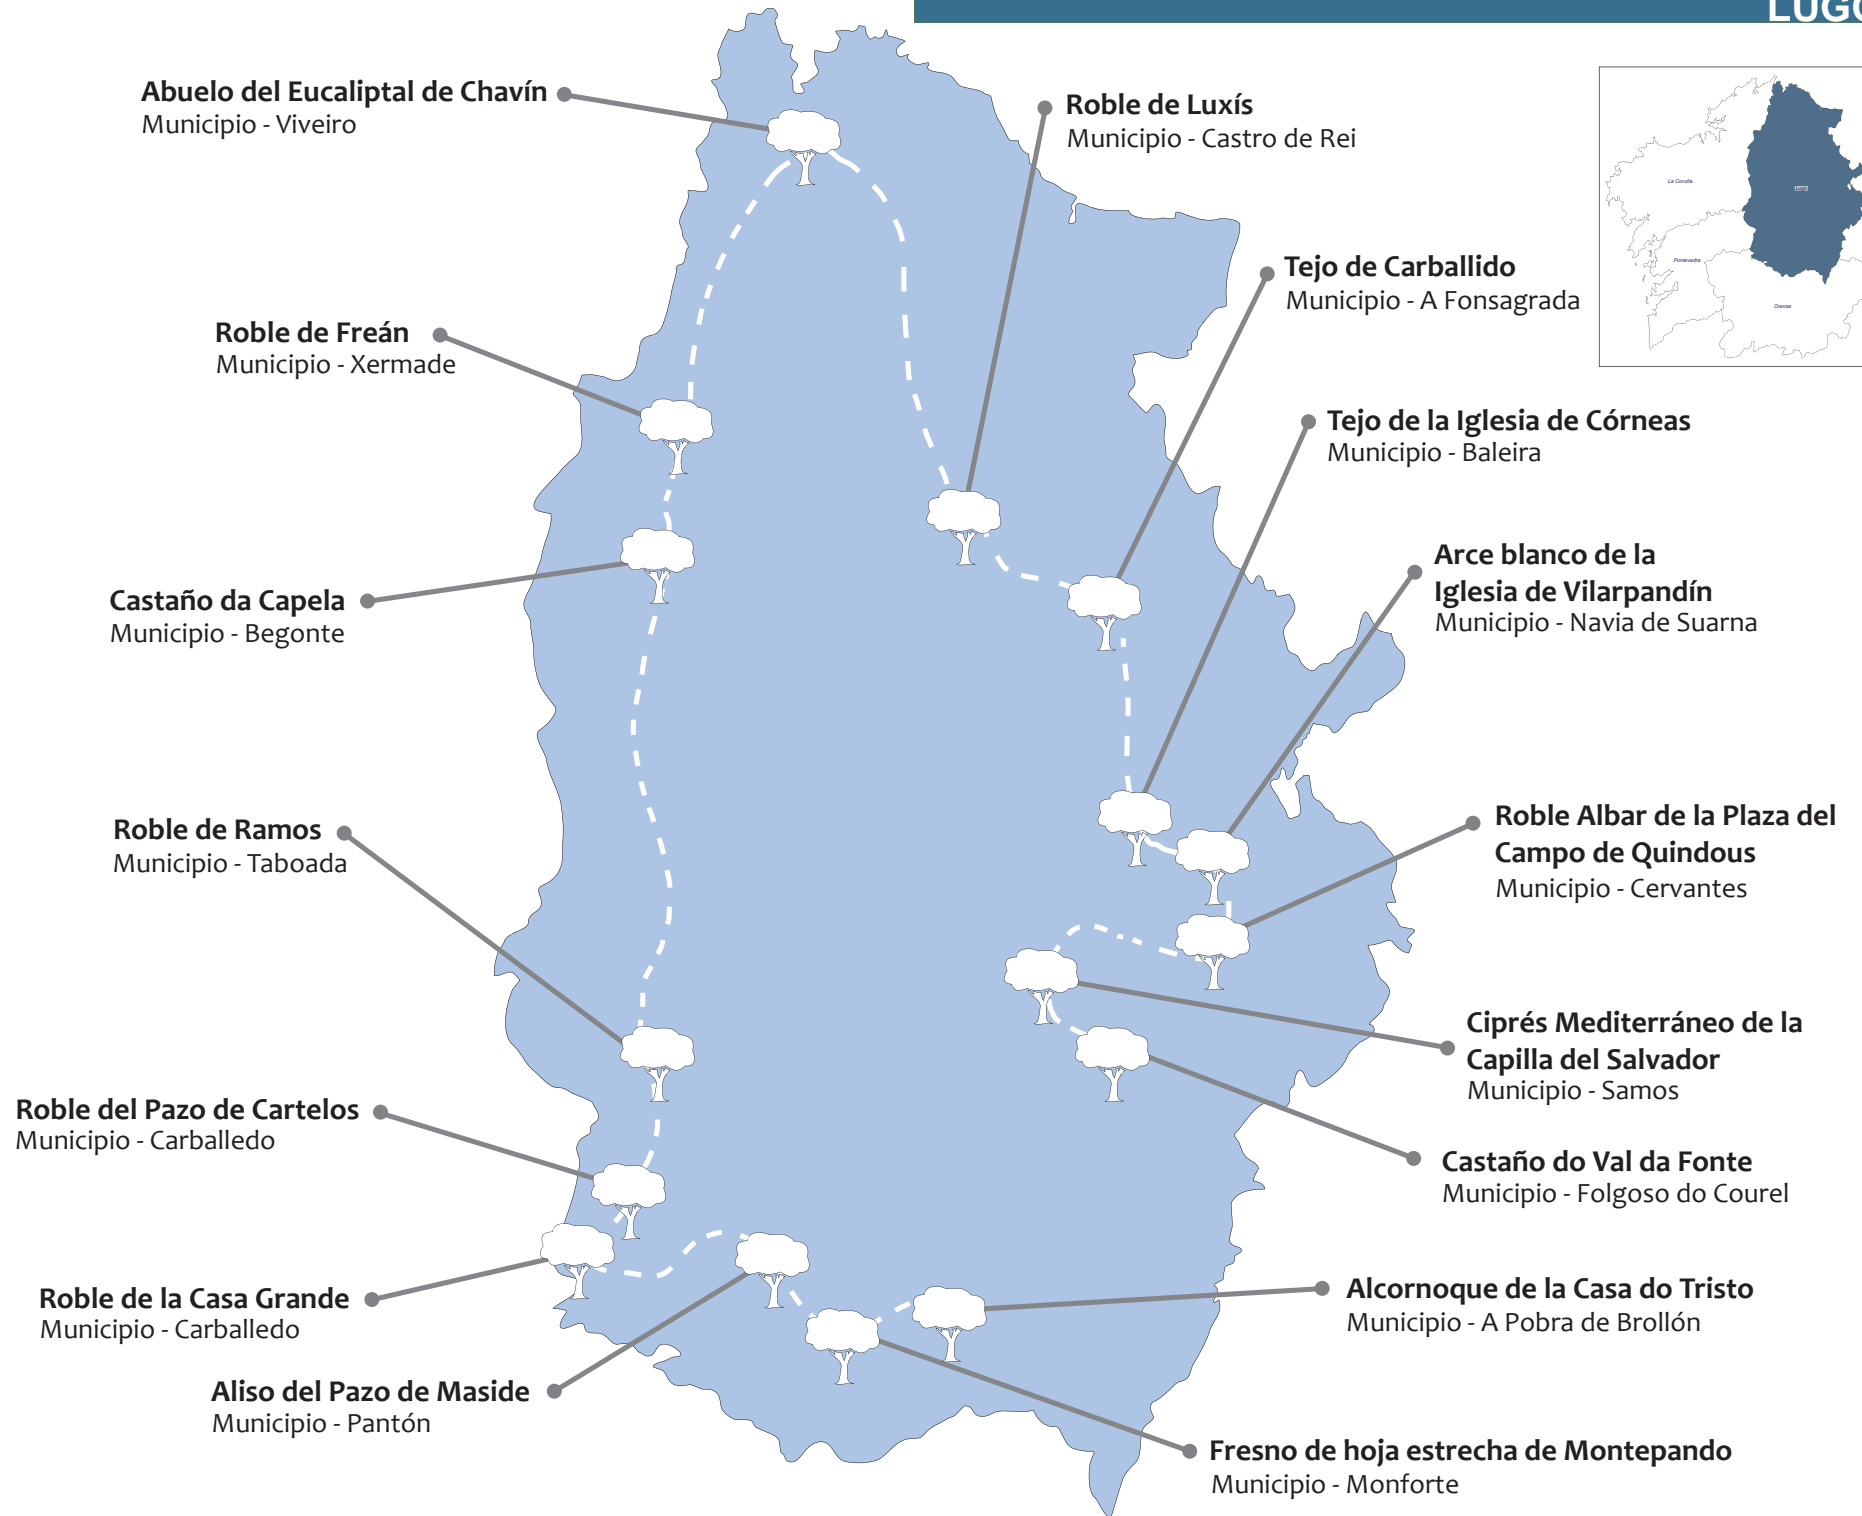 LUGO
Abuelo del Eucaliptal de Chavín
Municipio - Viveiro
Roble de Luxís
Municipio - Castro de Rei
La Coruña
Lugo
Pontevedra
Orense
Tejo de Carballido
Municipio - A Fonsagrada
Roble de Freán
Municipio - Xermade
Tejo de la Iglesia de Córneas
Municipio - Baleira
Arce blanco de la
Iglesia de Vilarpandín
Municipio - Navia de Suarna
Castaño da Capela
Municipio - Begonte
Roble de Ramos
Municipio - Taboada
Roble Albar de la Plaza del
Campo de Quindous
Municipio - Cervantes
Ciprés Mediterráneo de la
Capilla del Salvador
Municipio - Samos
Roble del Pazo de Cartelos
Municipio - Carballedo
Castaño do Val da Fonte
Municipio - Folgoso do Courel
Roble de la Casa Grande
Municipio - Carballedo
Alcornoque de la Casa do Tristo
Municipio - A Pobra de Brollón
Aliso del Pazo de Maside
Municipio - Pantón
Fresno de hoja estrecha de Montepando
Municipio - Monforte